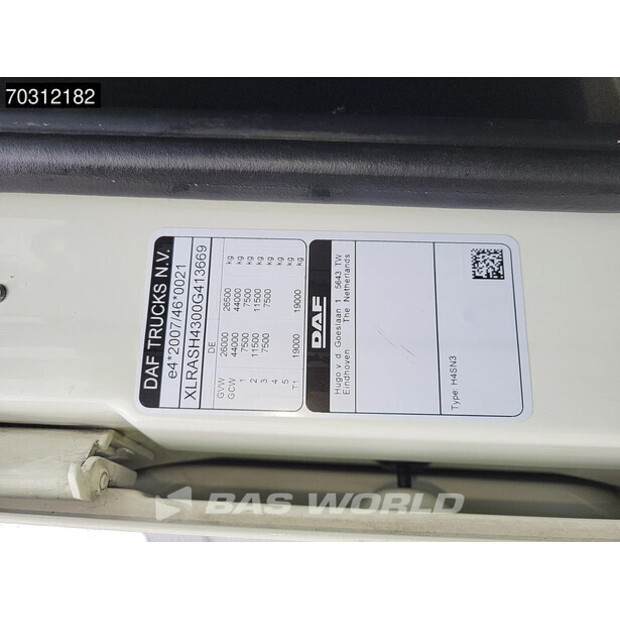 70312182
DAF TRUCKS N.V.
e4*2007/46*0021
XLRASH4300G413669
DE
GVW 26000 26500 kg
GCW 44000 44000 kg
1 7500 7500 kg
2 11500 11500 kg
3 7500 7500 kg
4 kg
5 kg
T1 19000 19000 kg
DAF
Hugo v. d. Goeslaan 1 5643 TW
Eindhoven The Netherlands
Type: H4SN3
BAS WORLD